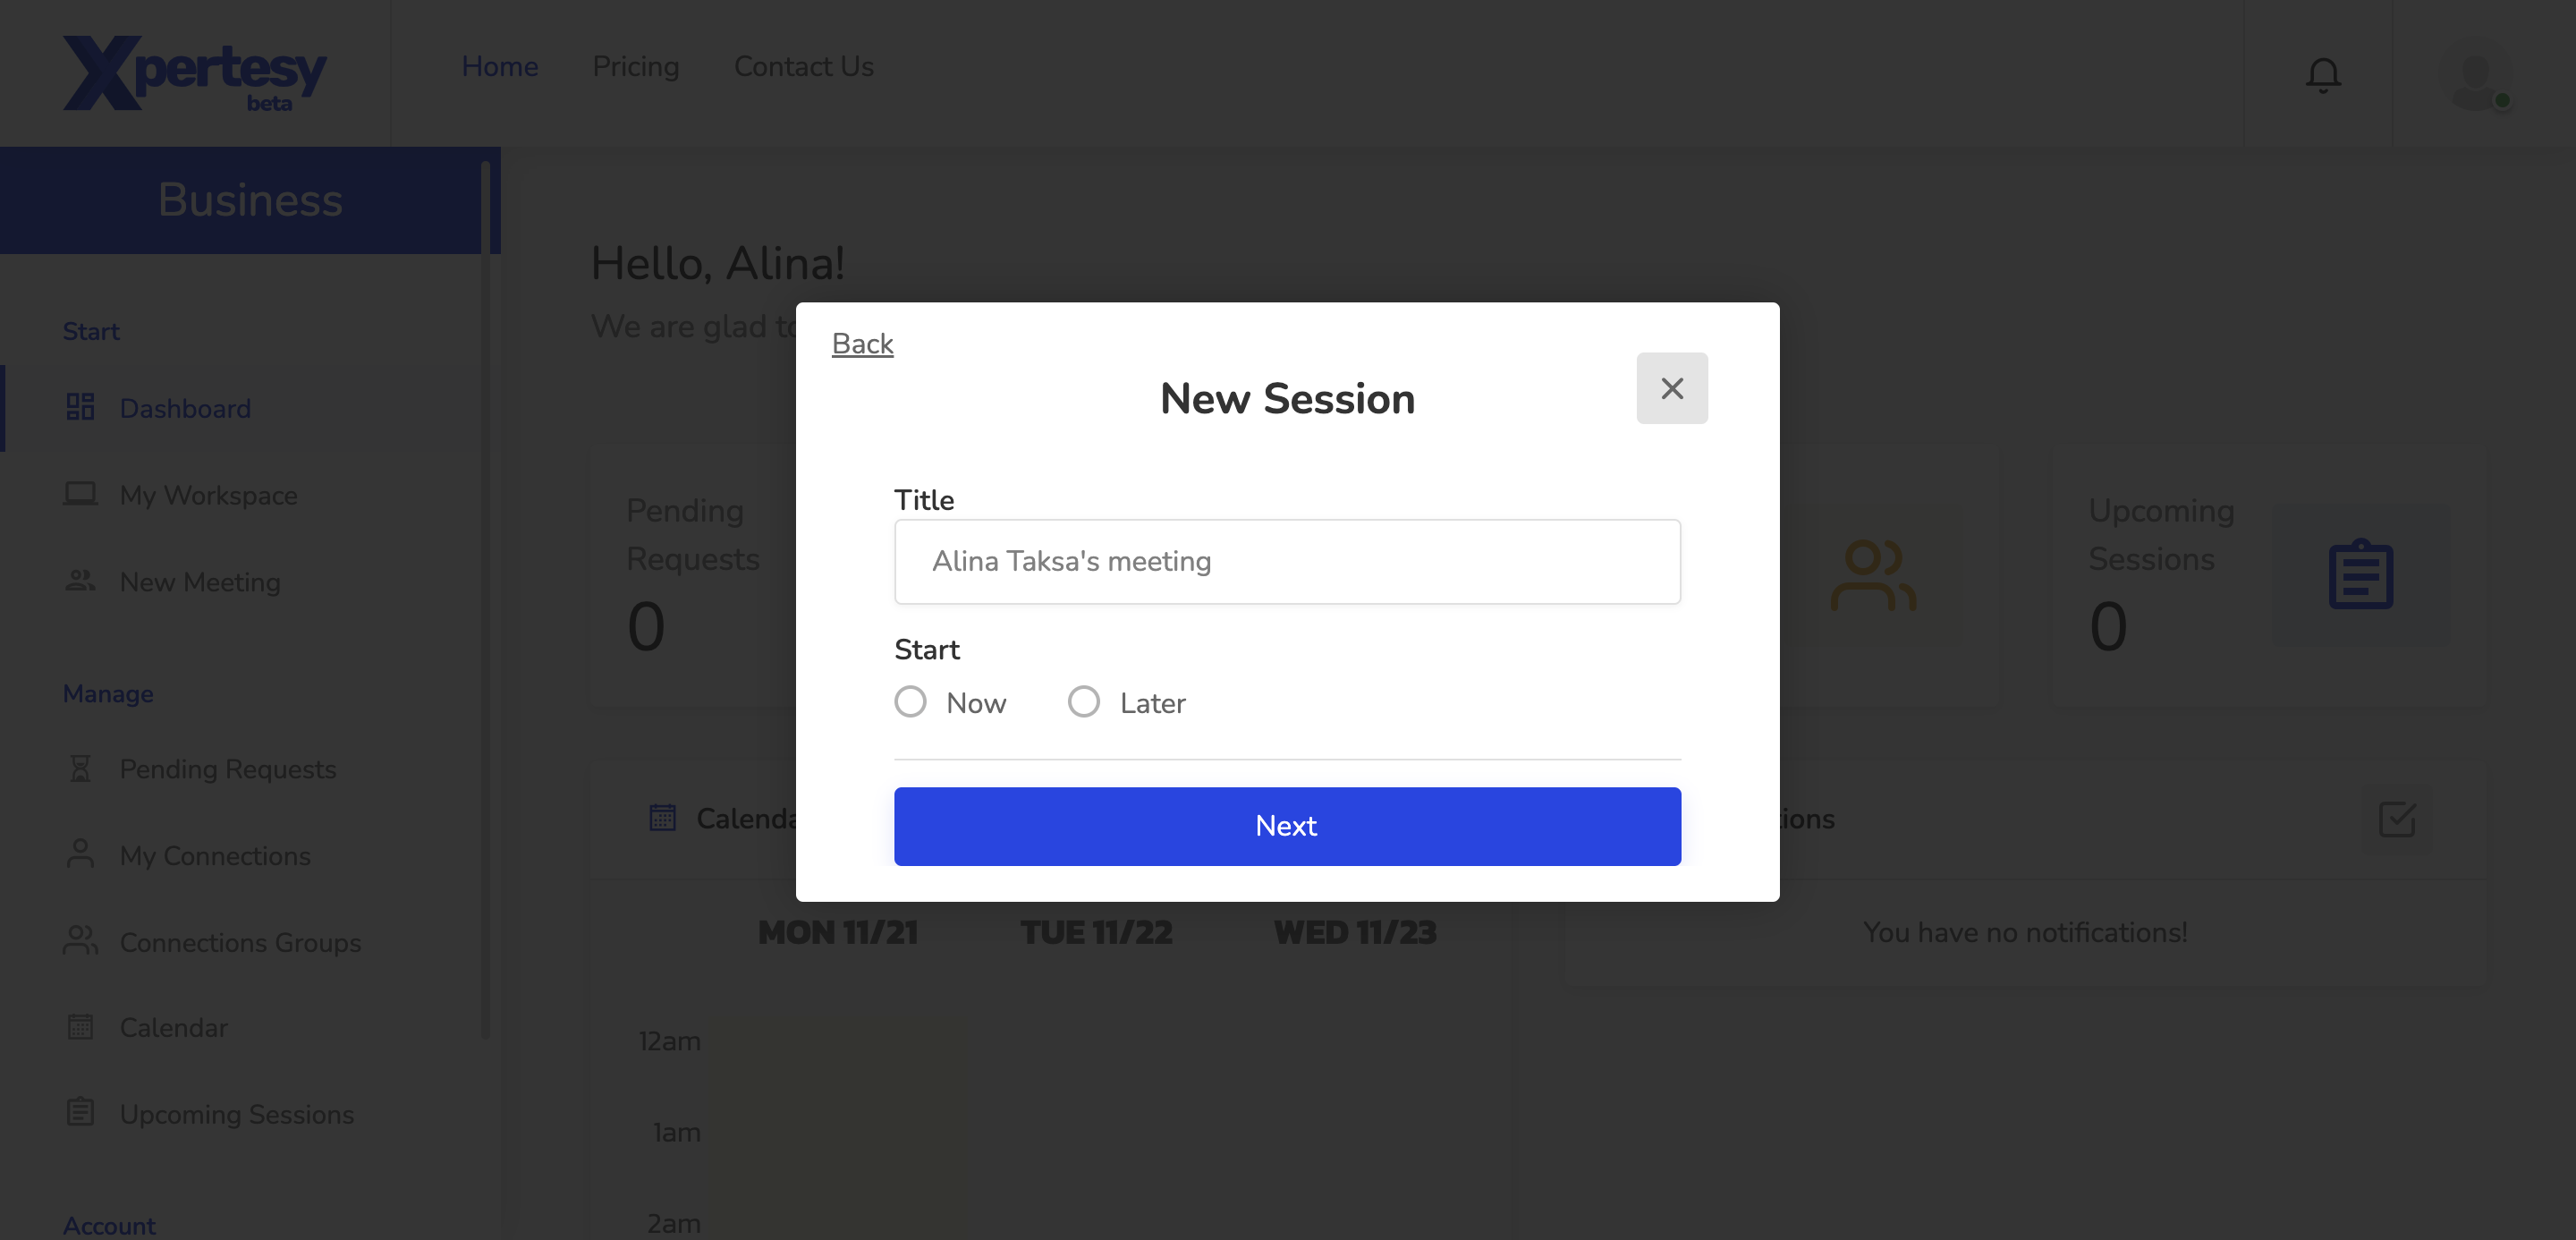 Xpertesy
beta
Home
Pricing
Contact Us
Business
Start
Dashboard
My Workspace
New Meeting
Manage
Pending Requests
My Connections
Connections Groups
Calendar
Upcoming Sessions
Account
Hello, Alina!
We are glad
Back
New Session
Title
Alina Taksa's meeting
Start
Now
Later
Next
Pending
Requests
0
Upcoming
Sessions
0
MON 11/21
TUE 11/22
WED 11/23
12am
1am
2am
You have no notifications!